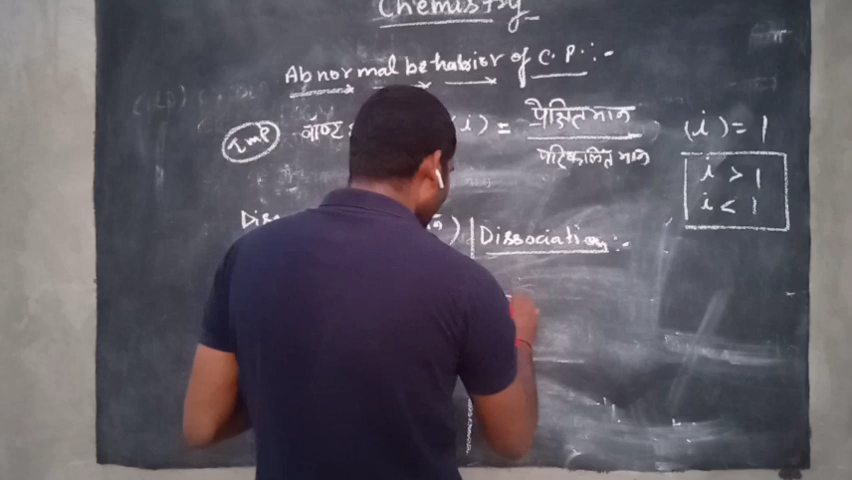 Chemistry
Abnormal behavior of C.P.:-
Imp (i) = प्रेक्षित मान / परिकलित मान (i) = 1
i > 1
i < 1
Dissociation:-